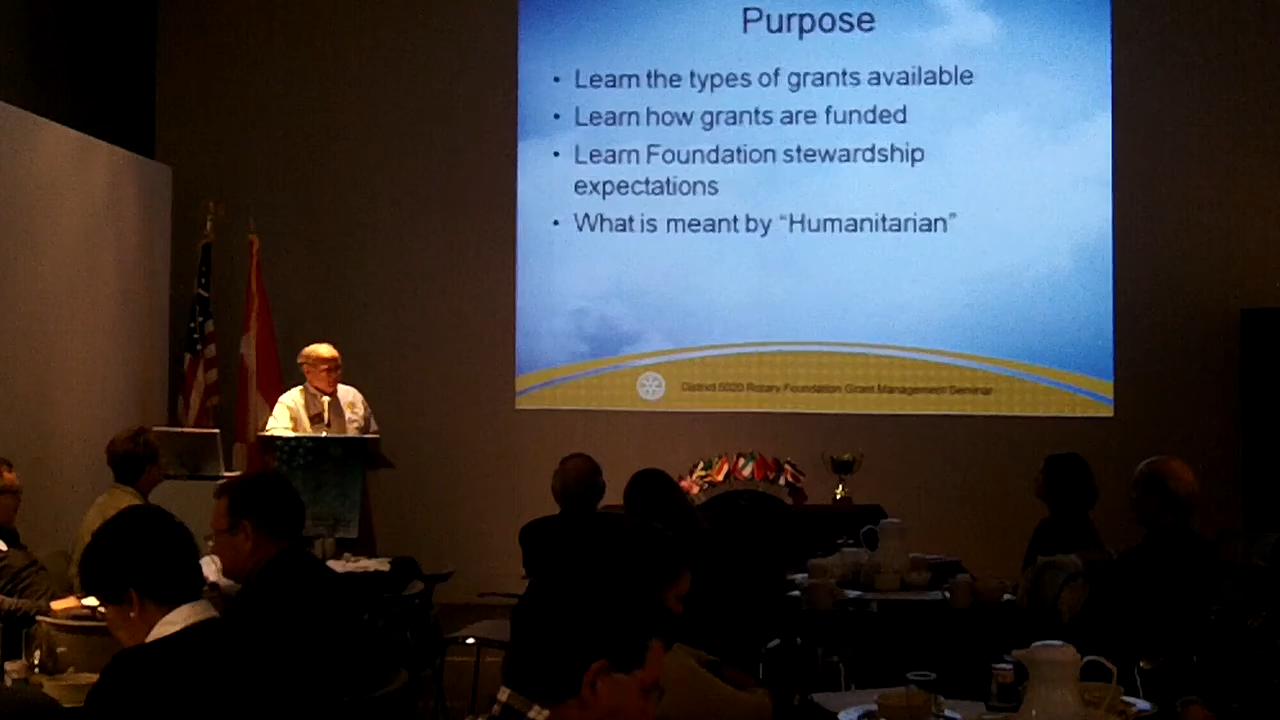 Purpose
• Learn the types of grants available
• Learn how grants are funded
• Learn Foundation stewardship
expectations
• What is meant by “Humanitarian”
District 5020 Rotary Foundation Grant Management Seminar